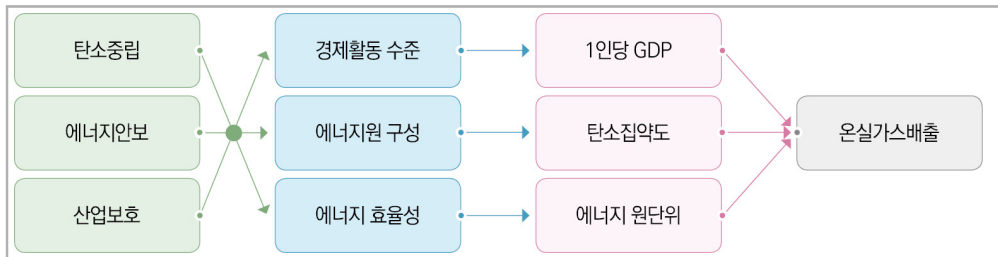 탄소중립
경제활동 수준
1인당 GDP
에너지안보
에너지원 구성
탄소집약도
온실가스배출
산업보호
에너지 효율성
에너지 원단위